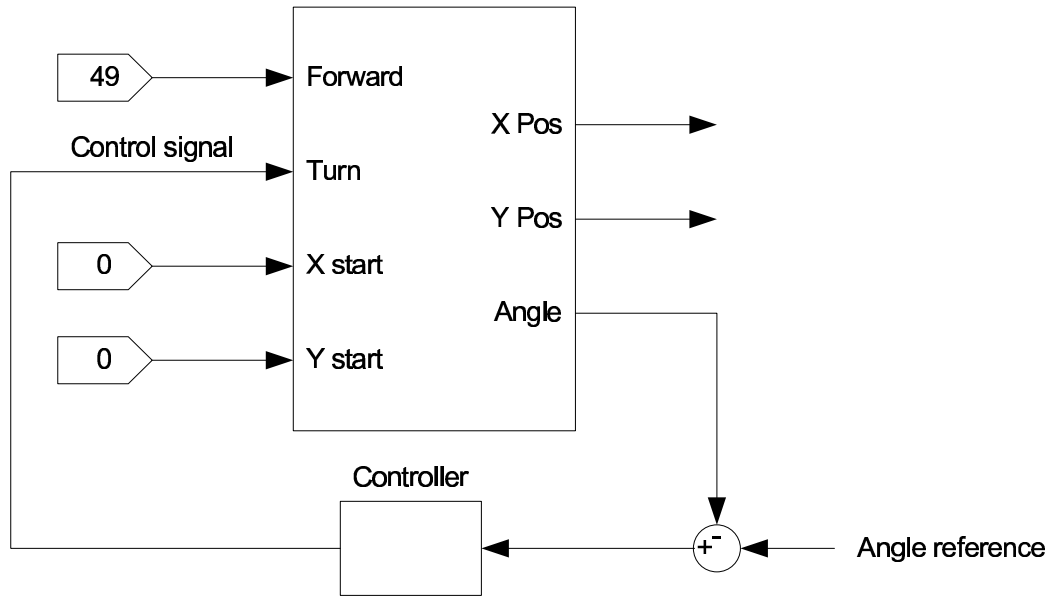 49
Forward
X Pos
Control signal
Turn
Y Pos
0
X start
Angle
0
Y start
Controller
+-
Angle reference